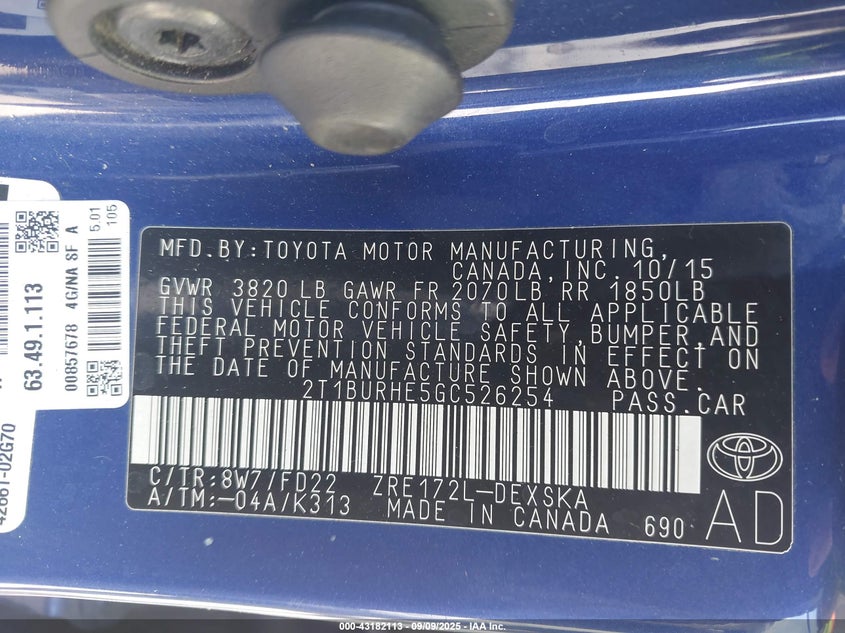 MFD.BY:TOYOTA MOTOR MANUFACTURING,
CANADA,INC. 10/15
GVWR 3820 LB GAWR FR 2070LB RR 1850LB
THIS VEHICLE CONFORMS TO ALL APPLICABLE
FEDERAL MOTOR VEHICLE SAFETY,BUMPER,AND
THEFT PREVENTION STANDARDS IN EFFECT ON
THE DATE OF MANUFACTURE SHOWN ABOVE.
2T1BURHE5GC526254 PASS.CAR
C/TR:8W7/FD22 ZRE172L-DEXSKA
A/TM:-04A/K313 MADE IN CANADA 690 AD
63.49.1.113
00857678 4G/NA SF A 5.01
105
42661-02G70
000-43182113 - 09/09/2025 - IAA Inc.